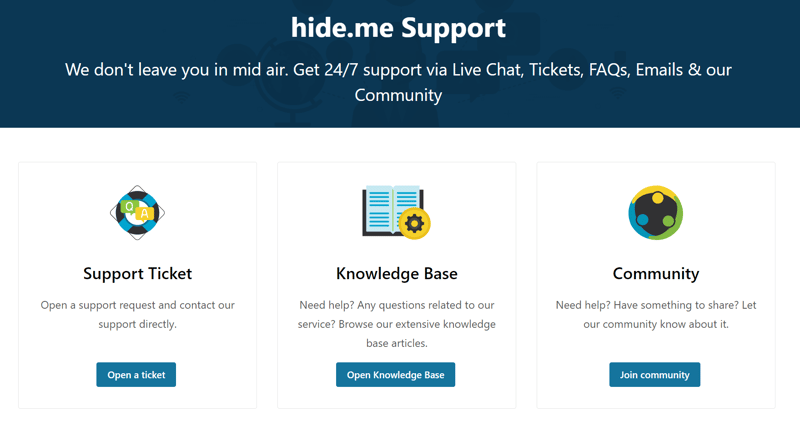 hide.me Support
We don't leave you in mid air. Get 24/7 support via Live Chat, Tickets, FAQs, Emails & our
Community
Q
A
Support Ticket
Open a support request and contact our
support directly.
Open a ticket
Knowledge Base
Need help? Any questions related to our
service? Browse our extensive knowledge
base articles.
Open Knowledge Base
Community
Need help? Have something to share? Let
our community know about it.
Join community